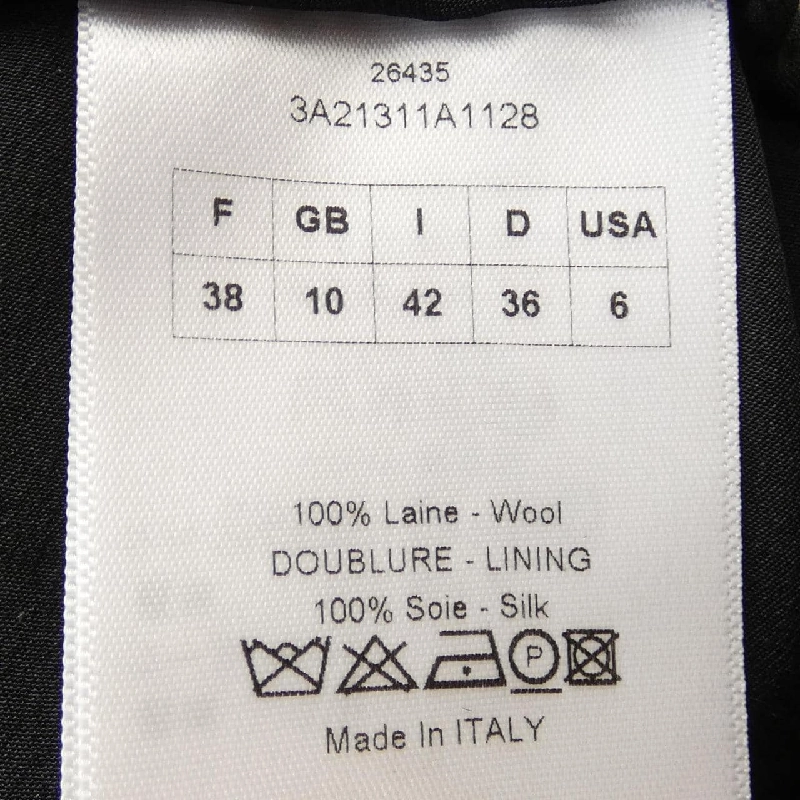 26435
3A21311A1128
F GB I D USA
38 10 42 36 6
100% Laine - Wool
DOUBLURE - LINING
100% Soie - Silk
P
Made In ITALY